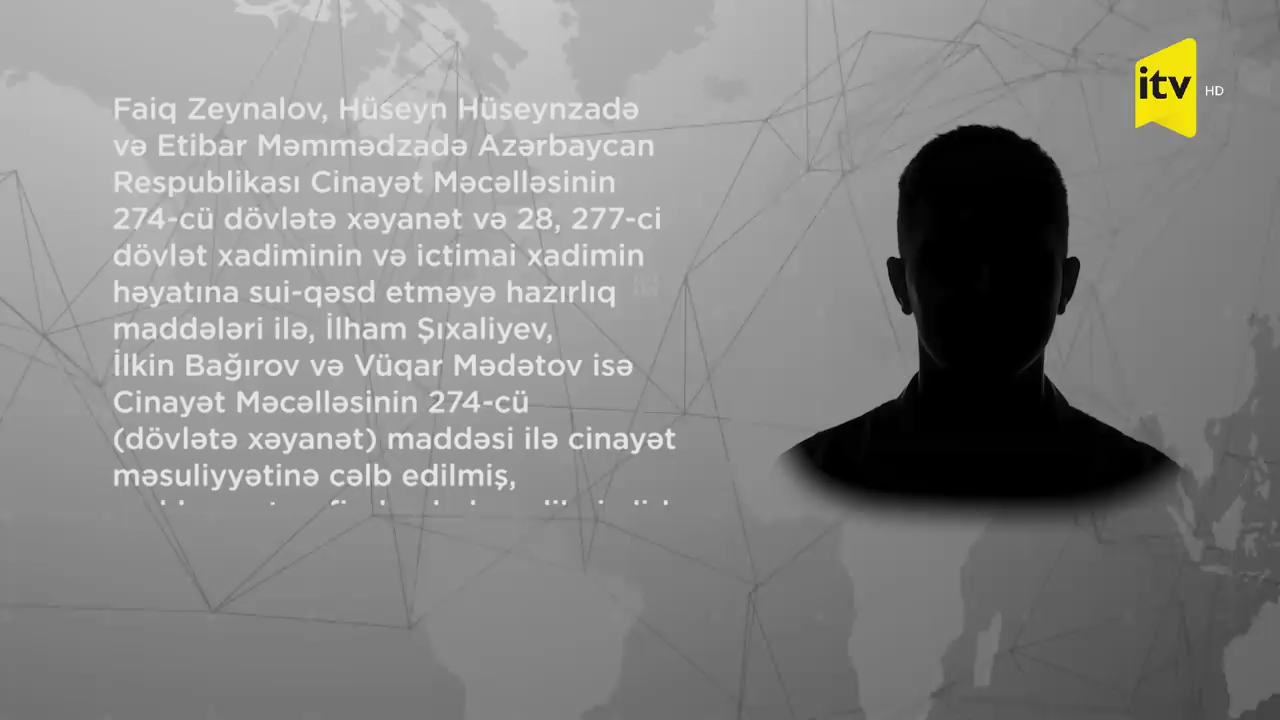 itv HD
Faiq Zeynalov, Hüseyn Hüseynzadə
və Etibar Məmmədzadə Azərbaycan
Respublikası Cinayət Məcəlləsinin
274-cü dövlətə xəyanət və 28, 277-ci
dövlət xadiminin və ictimai xadimin
həyatına sui-qəsd etməyə hazırlıq
maddələri ilə, İlham Şıxaliyev,
İlkin Bağırov və Vüqar Mədətov isə
Cinayət Məcəlləsinin 274-cü
(dövlətə xəyanət) maddəsi ilə cinayət
məsuliyyətinə cəlb edilmiş,